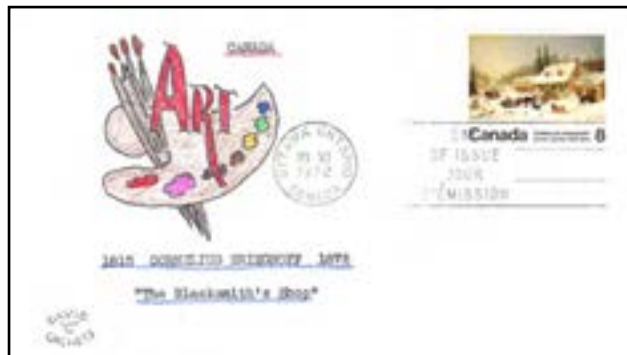 CANADA
ART
OTTAWA ONTARIO
1972
CANADA
Canada 8
OF ISSUE
JOUR
D'EMISSION
1815 CORNELIUS KRIEGHOFF 1872
"The Blacksmith's Shop"
CACHETS